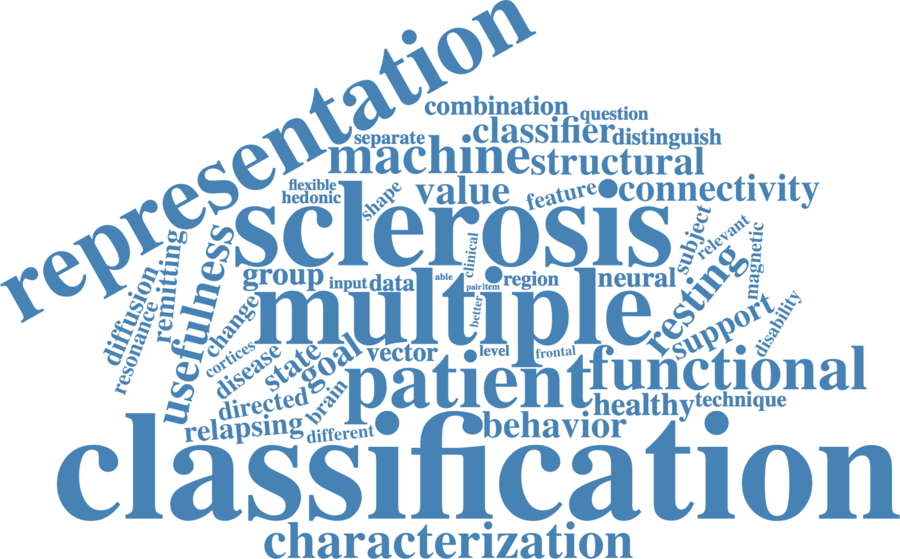 representation
combination
question
separate
classifier
distinguish
machine
structural
flexible
hedonic
shape
value
feature
connectivity
sclerosis
subject
relevant
magnetic
clinical
remitting
usefulness
diffusion
resonance
group
input
data
able
pair
item
region
neural
resting
multiple
better
change
cortices
disease
state
goal
vector
level
frontal
support
disability
patient
functional
directed
brain
healthy
technique
relapsing
different
behavior
classification
characterization